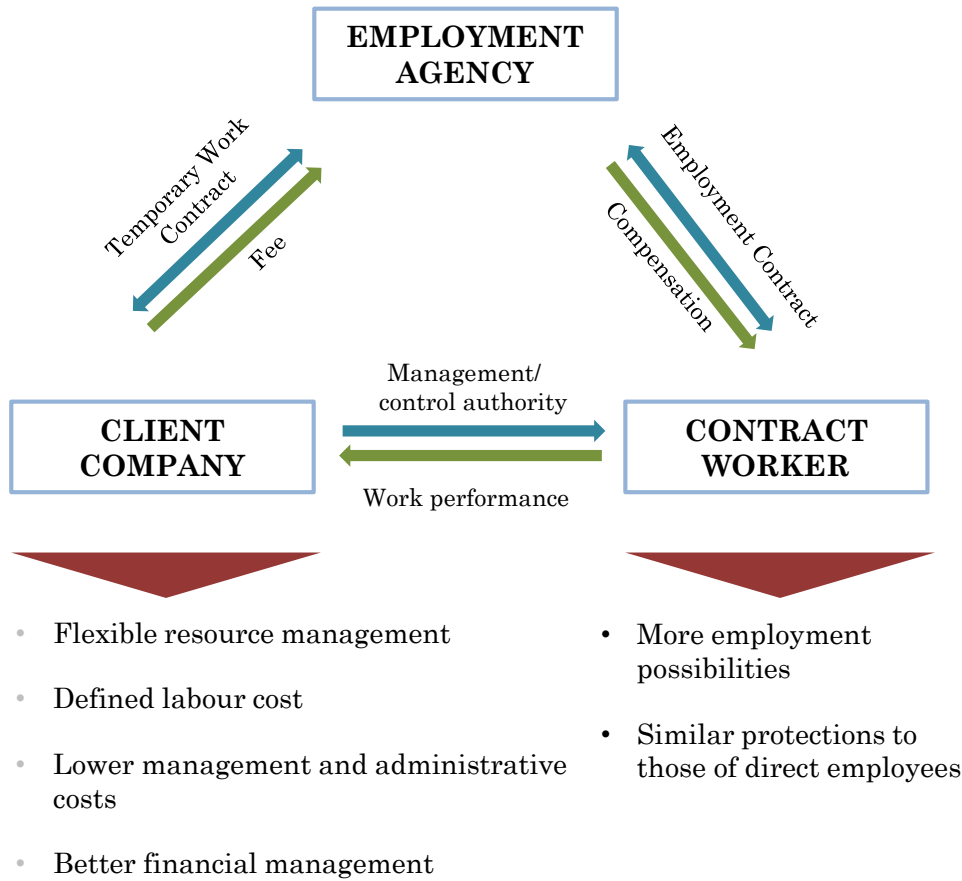 EMPLOYMENT
AGENCY
Temporary Work
Contract
Fee
Employment Contract
Compensation
Management/
control authority
CLIENT
COMPANY
CONTRACT
WORKER
Work performance
• Flexible resource management
• Defined labour cost
• Lower management and administrative
costs
• Better financial management
• More employment
possibilities
• Similar protections to
those of direct employees